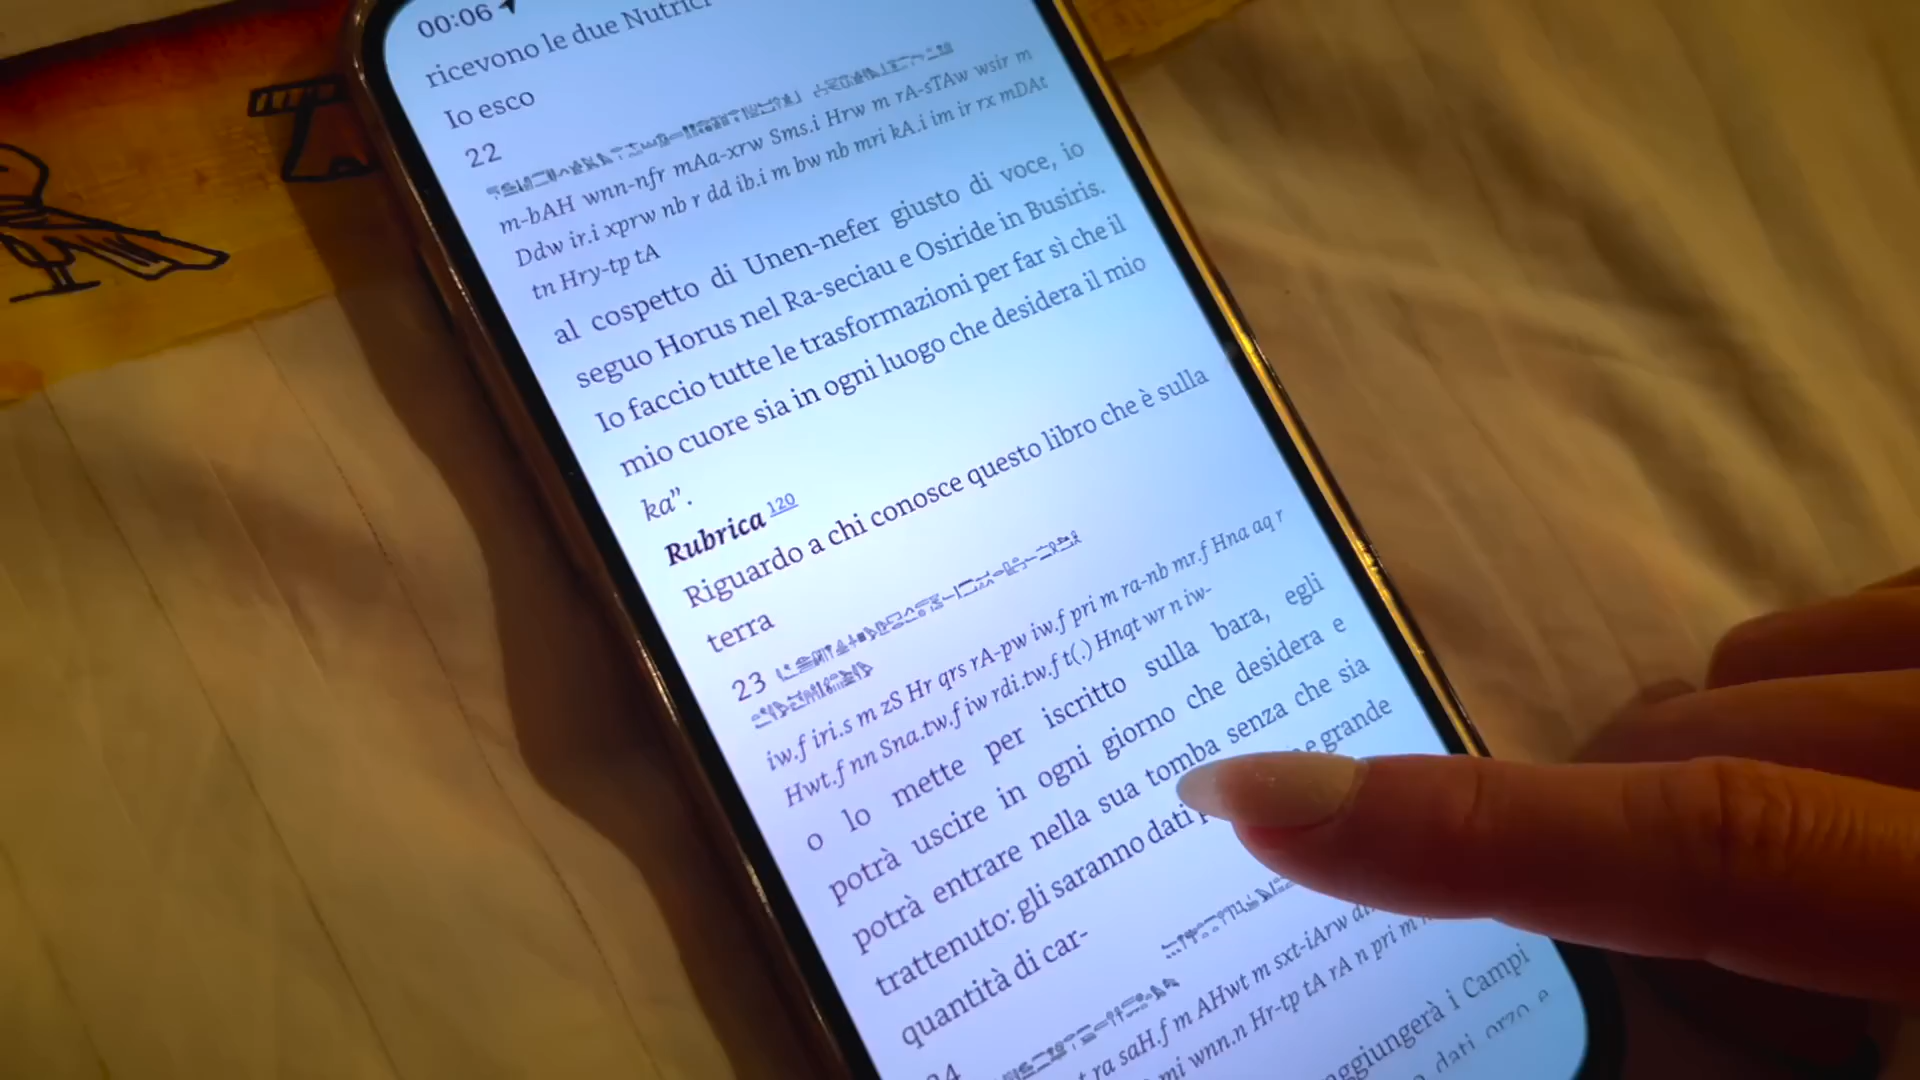 00:06
ricevono le due Nutrici
Io esco
22
m-bAH wnn-nfr mAa-xrw Sms.i Hrw m rA-sTAw wsir m
Ddw ir.i xprw nb r dd ib.i m bw nb mri kA.i im ir rx mDAt
tn Hry-tp tA
al cospetto di Unen-nefer giusto di voce, io
seguo Horus nel Ra-seciau e Osiride in Busiris.
Io faccio tutte le trasformazioni per far sì che il
mio cuore sia in ogni luogo che desidera il mio
ka”.
Rubrica 120
Riguardo a chi conosce questo libro che è sulla
terra
23
iw.f iri.s m zS Hr qrs rA-pw iw.f pri m ra-nb mr.f Hna aq r
Hwt.f nn Sna.tw.f iw rdi.tw.f t(.) Hnqt wr n iw-
o lo mette per iscritto sulla bara, egli
potrà uscire in ogni giorno che desidera e
potrà entrare nella sua tomba senza che sia
trattenuto: gli saranno dati grande
quantità di car-
24
ra saH.f m AHwt m sxt-iArw
mi wnn.n Hr-tp tA rA n pri m
aggiungerà i Campi
dati orzo e